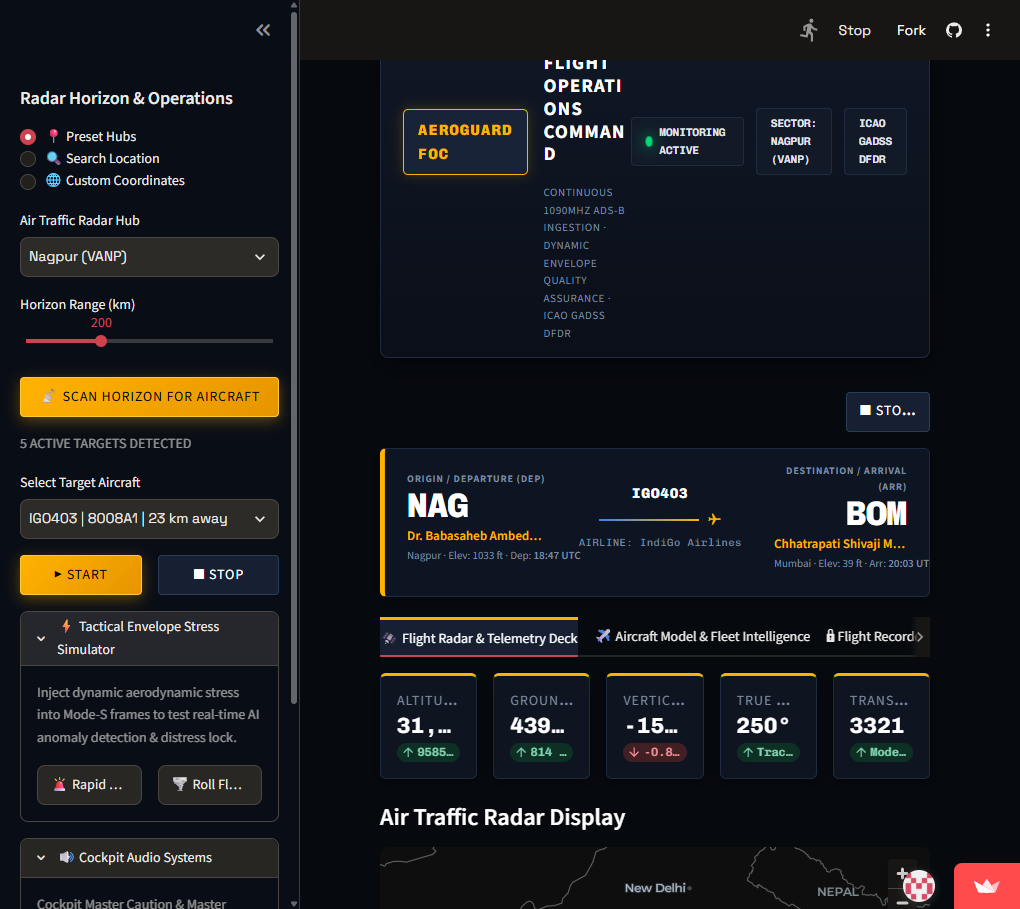 Stop
Fork
Radar Horizon & Operations
Preset Hubs
Search Location
Custom Coordinates
Air Traffic Radar Hub
Nagpur (VANP)
Horizon Range (km)
200
SCAN HORIZON FOR AIRCRAFT
5 ACTIVE TARGETS DETECTED
Select Target Aircraft
IGO403 | 8008A1 | 23 km away
START
STOP
Tactical Envelope Stress
Simulator
Inject dynamic aerodynamic stress
into Mode-S frames to test real-time AI
anomaly detection & distress lock.
Rapid ...
Roll Fl...
Cockpit Audio Systems
Cockpit Master Caution & Master
AEROGUARD
FOC
FLIGHT
OPERATI
ONS
COMMAN
D
CONTINUOUS
1090MHZ ADS-B
INGESTION ·
DYNAMIC
ENVELOPE
QUALITY
ASSURANCE ·
ICAO GADSS
DFDR
MONITORING
ACTIVE
SECTOR:
NAGPUR
(VANP)
ICAO
GADSS
DFDR
STO...
ORIGIN / DEPARTURE (DEP)
NAG
Dr. Babasaheb Ambed...
Nagpur · Elev: 1033 ft · Dep: 18:47 UTC
IGO403
AIRLINE: IndiGo Airlines
DESTINATION / ARRIVAL
(ARR)
BOM
Chhatrapati Shivaji M...
Mumbai · Elev: 39 ft · Arr: 20:03 UT
Flight Radar & Telemetry Deck
Aircraft Model & Fleet Intelligence
Flight Record
ALTITU...
31,...
↑ 9585...
GROUN...
439...
↑ 814 ...
VERTIC...
-15...
↓ -0.8...
TRUE ...
250°
↑ Trac...
TRANS...
3321
↑ Mode...
Air Traffic Radar Display
New Delhi
NEPAL